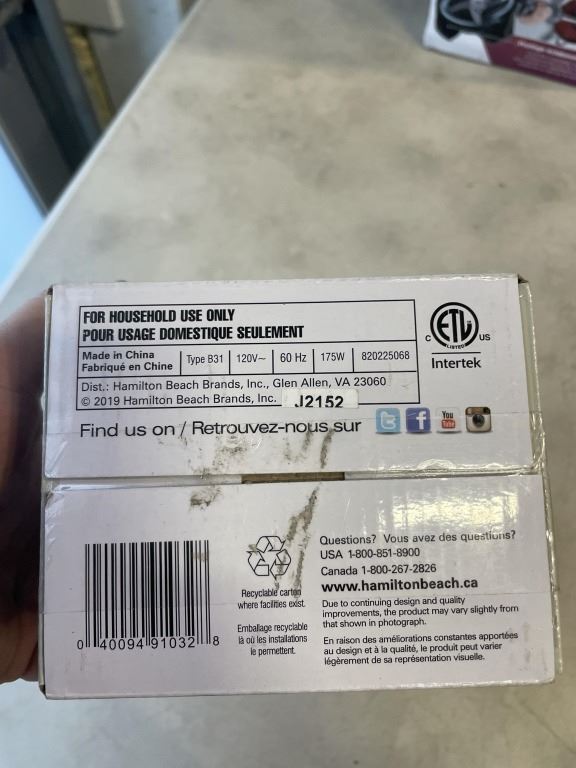 FOR HOUSEHOLD USE ONLY
POUR USAGE DOMESTIQUE SEULEMENT
Made in China
Fabriqué en Chine
Type B31
120V~
60 Hz
175W
820225068
Dist.: Hamilton Beach Brands, Inc., Glen Allen, VA 23060
© 2019 Hamilton Beach Brands, Inc.
J2152
C ETL US
LISTED
Intertek
Find us on / Retrouvez-nous sur
You
Tube
Questions? Vous avez des questions?
USA 1-800-851-8900
Canada 1-800-267-2826
www.hamiltonbeach.ca
Due to continuing design and quality
improvements, the product may vary slightly from
that shown in photograph.
En raison des améliorations constantes apportées
au design et à la qualité, le produit peut varier
légèrement de sa représentation visuelle.
Recyclable carton
where facilities exist.
Emballage recyclable
là où les installations
le permettent.
0 40094 91032 8